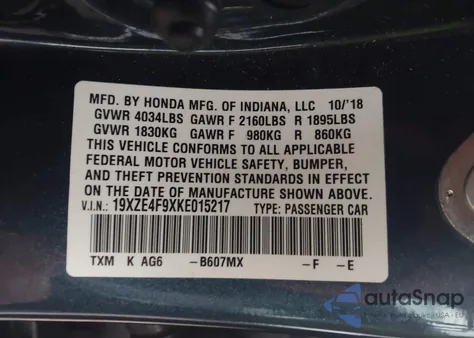 MFD. BY HONDA MFG. OF INDIANA, LLC 10/'18
GVWR 4034LBS GAWR F 2160LBS R 1895LBS
GVWR 1830KG GAWR F 980KG R 860KG
THIS VEHICLE CONFORMS TO ALL APPLICABLE
FEDERAL MOTOR VEHICLE SAFETY, BUMPER,
AND THEFT PREVENTION STANDARDS IN EFFECT
ON THE DATE OF MANUFACTURE SHOWN ABOVE.
V.I.N.: 19XZE4F9XKE015217 TYPE: PASSENGER CAR
TXM K AG6 –B607MX –F –E
autoSnap